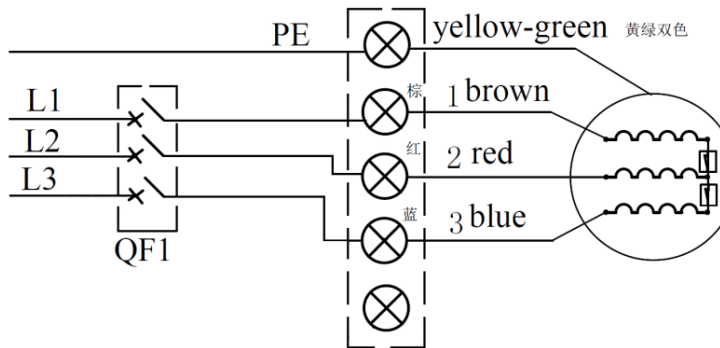 PE
yellow-green 黄绿双色
L1
棕
1 brown
L2
红
2 red
L3
蓝
3 blue
QF1